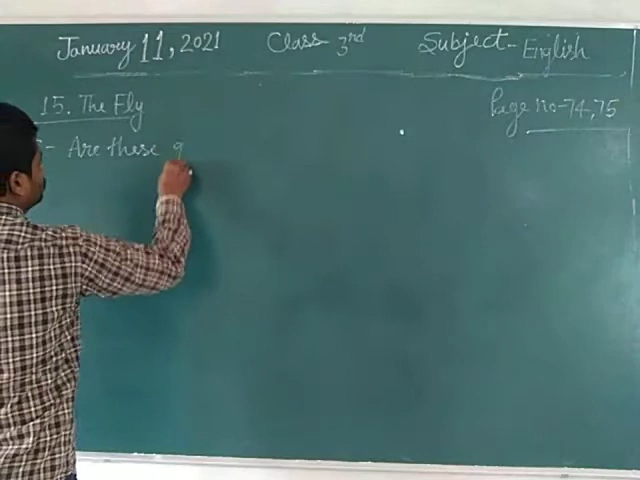 January 11, 2021 Class 3rd Subject - English
15. The Fly Page no - 74, 75
- Are these